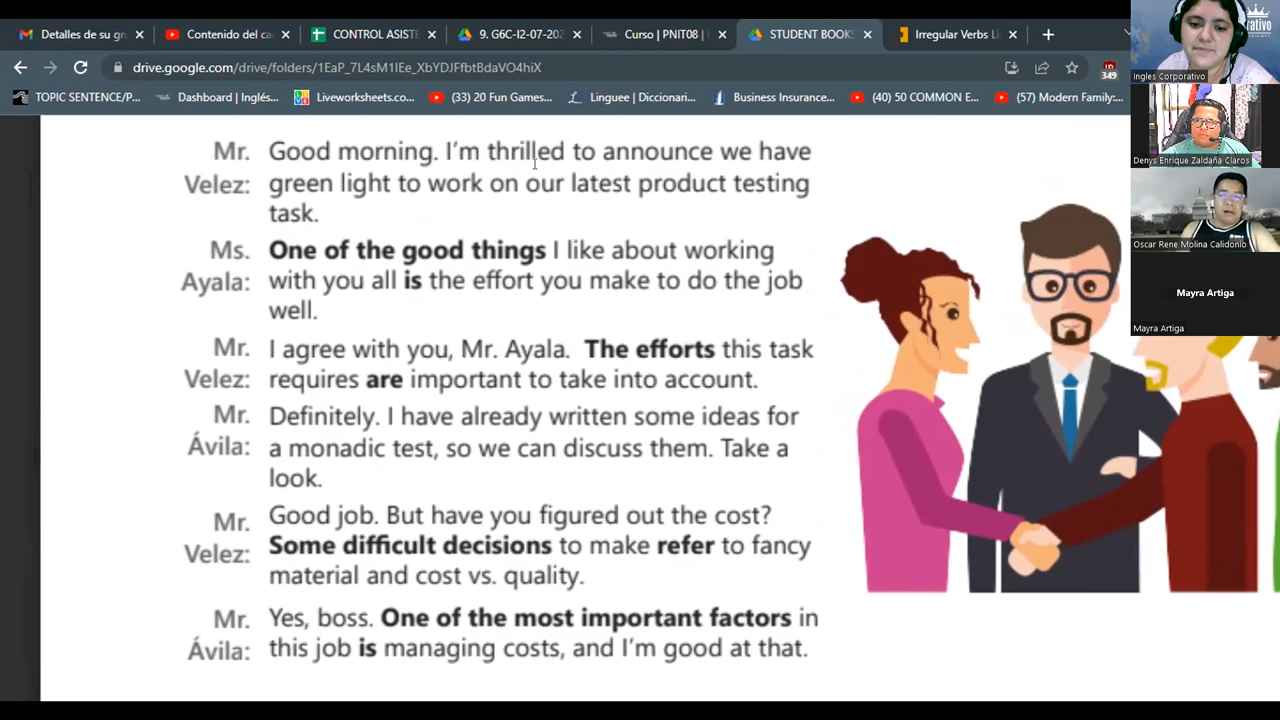 Detalles de su gr
Contenido del ca
CONTROL ASISTE
9. G6C-I2-07-202
Curso | PNIT08 |
STUDENT BOOKS
Irregular Verbs Li
drive.google.com/drive/folders/1EaP_7L4sM1IEe_XbYDJFfbtBdaVO4hiX
349
TOPIC SENTENCE/P...
Dashboard | Inglés...
Liveworksheets.co...
(33) 20 Fun Games...
Linguee | Diccionari...
Business Insurance...
(40) 50 COMMON E...
(57) Modern Family:...
Mr. Good morning. I'm thrilled to announce we have
Velez: green light to work on our latest product testing
task.
Ms. One of the good things I like about working
Ayala: with you all is the effort you make to do the job
well.
Mr. I agree with you, Mr. Ayala. The efforts this task
Velez: requires are important to take into account.
Mr. Definitely. I have already written some ideas for
Ávila: a monadic test, so we can discuss them. Take a
look.
Mr. Good job. But have you figured out the cost?
Velez: Some difficult decisions to make refer to fancy
material and cost vs. quality.
Mr. Yes, boss. One of the most important factors in
Ávila: this job is managing costs, and I'm good at that.
Ingles Corporativo
Denys Enrique Zaldaña Claros
Oscar Rene Molina Calidonio
Mayra Artiga
Mayra Artiga